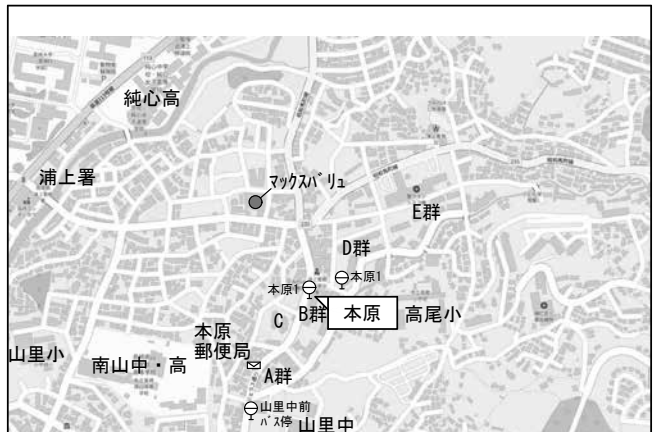 純心高
浦上署
マックスバリュ
E群
D群
本原1
本原1
本原
高尾小
B群
C
本原
郵便局
山里小
南山中・高
A群
山里中前
バス停
山里中